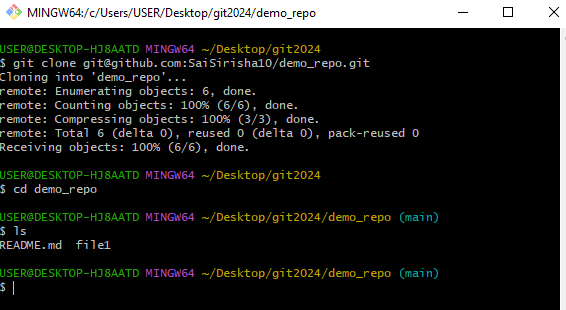 MINGW64:/c/Users/USER/Desktop/git2024/demo_repo
USER@DESKTOP-HJ8AATD MINGW64 ~/Desktop/git2024
$ git clone git@github.com:SaiSirisha10/demo_repo.git
Cloning into 'demo_repo'...
remote: Enumerating objects: 6, done.
remote: Counting objects: 100% (6/6), done.
remote: Compressing objects: 100% (3/3), done.
remote: Total 6 (delta 0), reused 0 (delta 0), pack-reused 0
Receiving objects: 100% (6/6), done.
USER@DESKTOP-HJ8AATD MINGW64 ~/Desktop/git2024
$ cd demo_repo
USER@DESKTOP-HJ8AATD MINGW64 ~/Desktop/git2024/demo_repo (main)
$ ls
README.md  file1
USER@DESKTOP-HJ8AATD MINGW64 ~/Desktop/git2024/demo_repo (main)
$